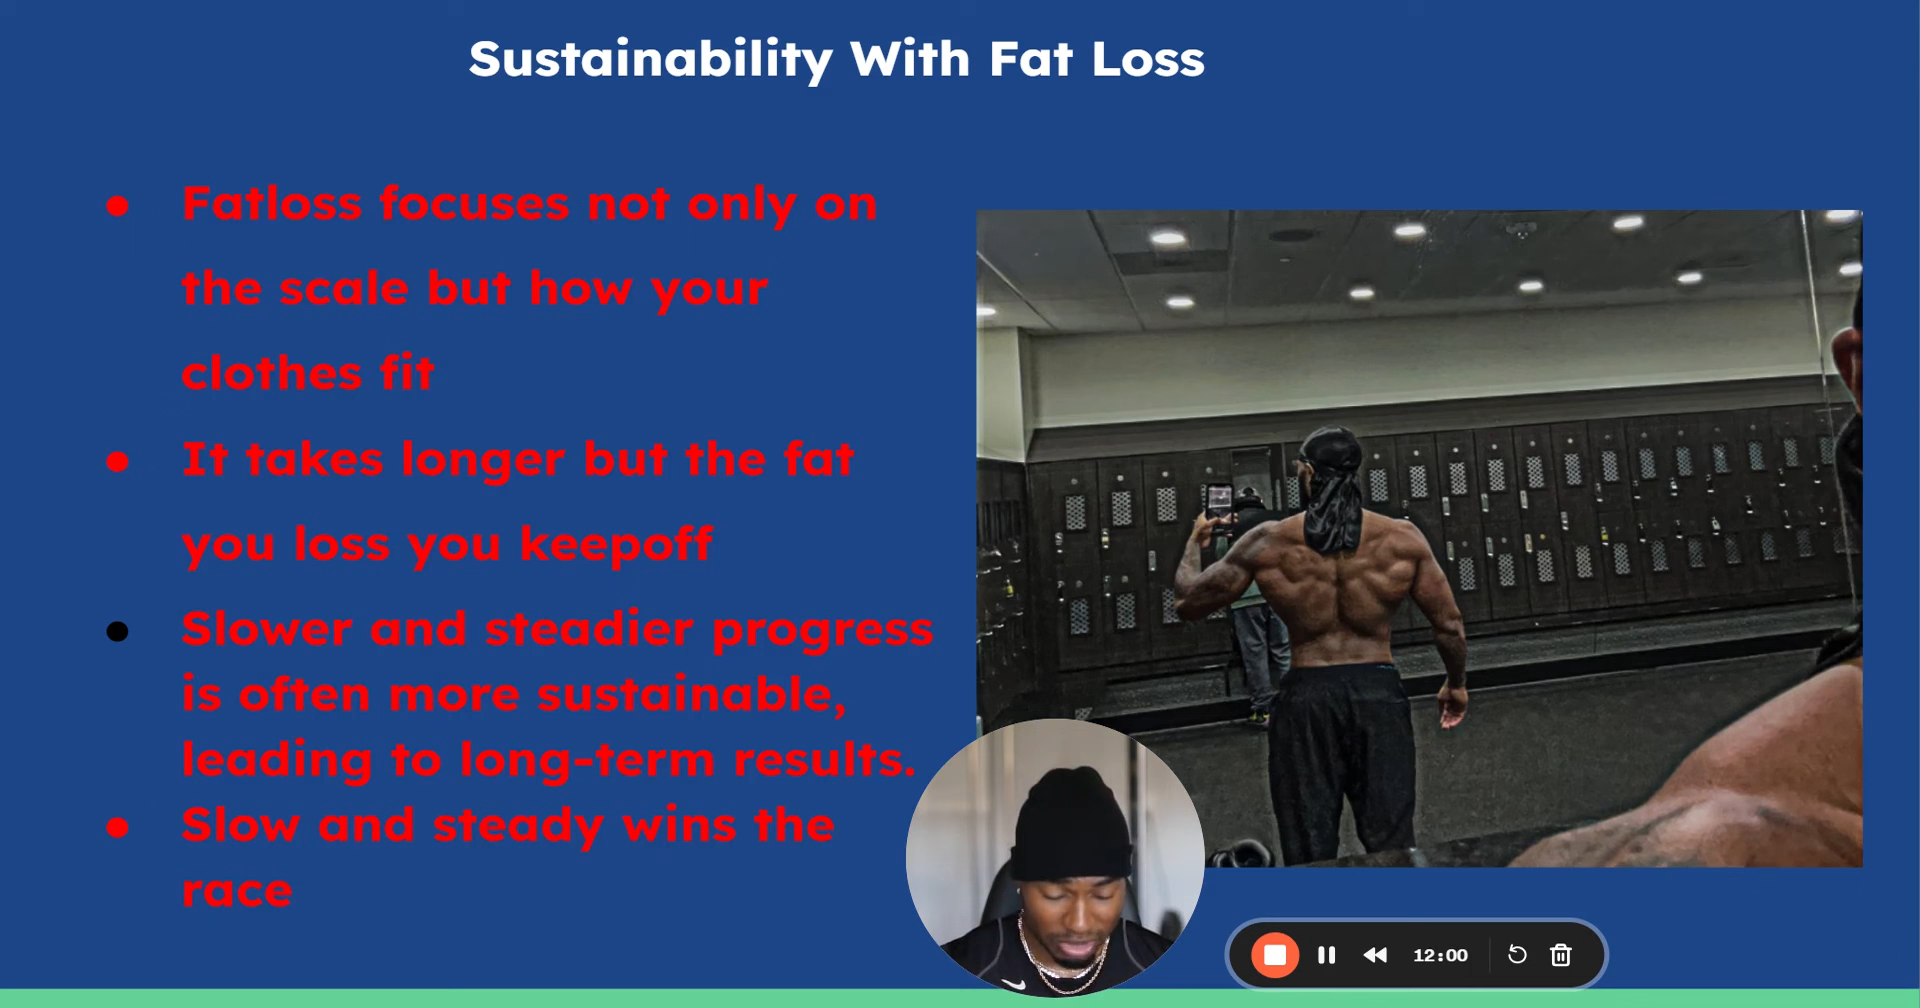 Sustainability With Fat Loss
Fatloss focuses not only on
the scale but how your
clothes fit
It takes longer but the fat
you loss you keepoff
Slower and steadier progress
is often more sustainable,
leading to long-term results.
Slow and steady wins the
race
12:00